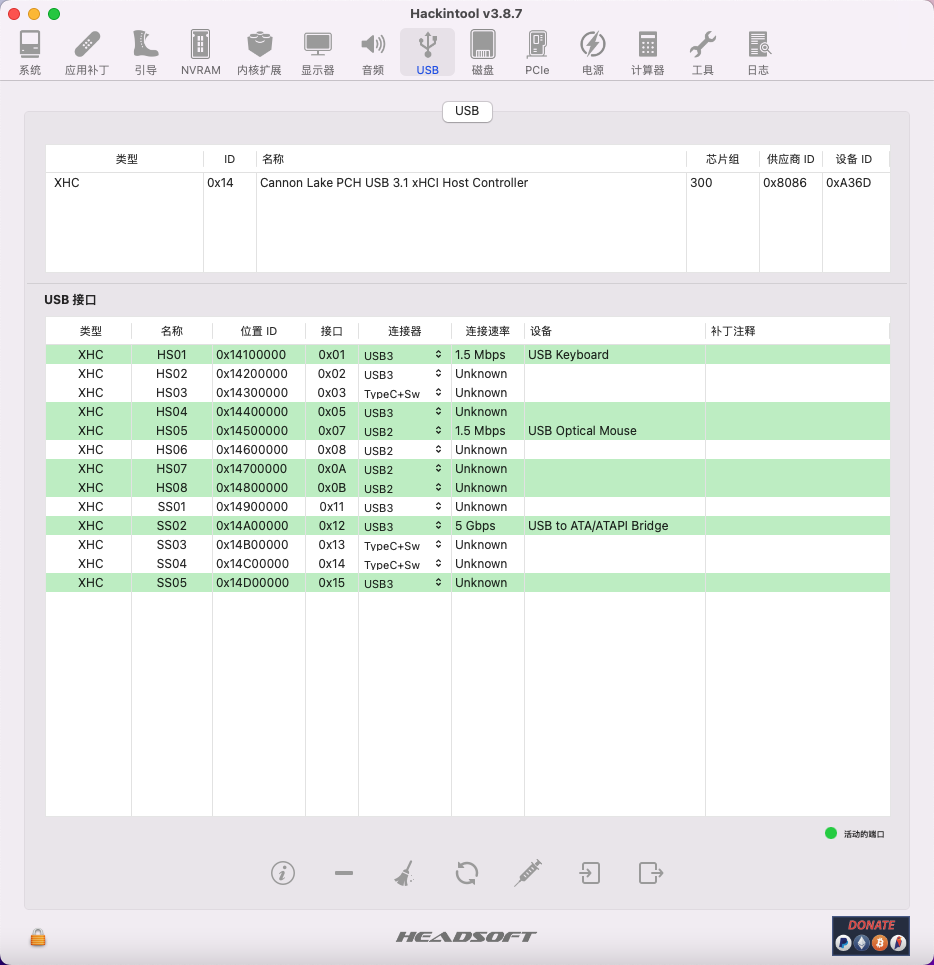 Hackintool v3.8.7
系统 应用补丁 引导 NVRAM 内核扩展 显示器 音频 USB 磁盘 PCIe 电源 计算器 工具 日志
USB
类型 ID 名称 芯片组 供应商 ID 设备 ID
XHC 0x14 Cannon Lake PCH USB 3.1 xHCI Host Controller 300 0x8086 0xA36D
USB 接口
类型 名称 位置 ID 接口 连接器 连接速率 设备 补丁注释
XHC HS01 0x14100000 0x01 USB3 1.5 Mbps USB Keyboard
XHC HS02 0x14200000 0x02 USB3 Unknown
XHC HS03 0x14300000 0x03 TypeC+Sw Unknown
XHC HS04 0x14400000 0x05 USB3 Unknown
XHC HS05 0x14500000 0x07 USB2 1.5 Mbps USB Optical Mouse
XHC HS06 0x14600000 0x08 USB2 Unknown
XHC HS07 0x14700000 0x0A USB2 Unknown
XHC HS08 0x14800000 0x0B USB2 Unknown
XHC SS01 0x14900000 0x11 USB3 Unknown
XHC SS02 0x14A00000 0x12 USB3 5 Gbps USB to ATA/ATAPI Bridge
XHC SS03 0x14B00000 0x13 TypeC+Sw Unknown
XHC SS04 0x14C00000 0x14 TypeC+Sw Unknown
XHC SS05 0x14D00000 0x15 USB3 Unknown
活动的端口
HEADSOFT
DONATE